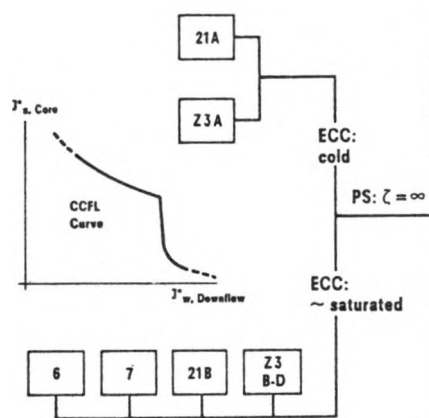 21A
Z3A
J*s, Core
CCFL
Curve
J*w, Downflow
ECC:
cold
PS: ζ = ∞
ECC:
~ saturated
6
7
21B
Z3
B-D